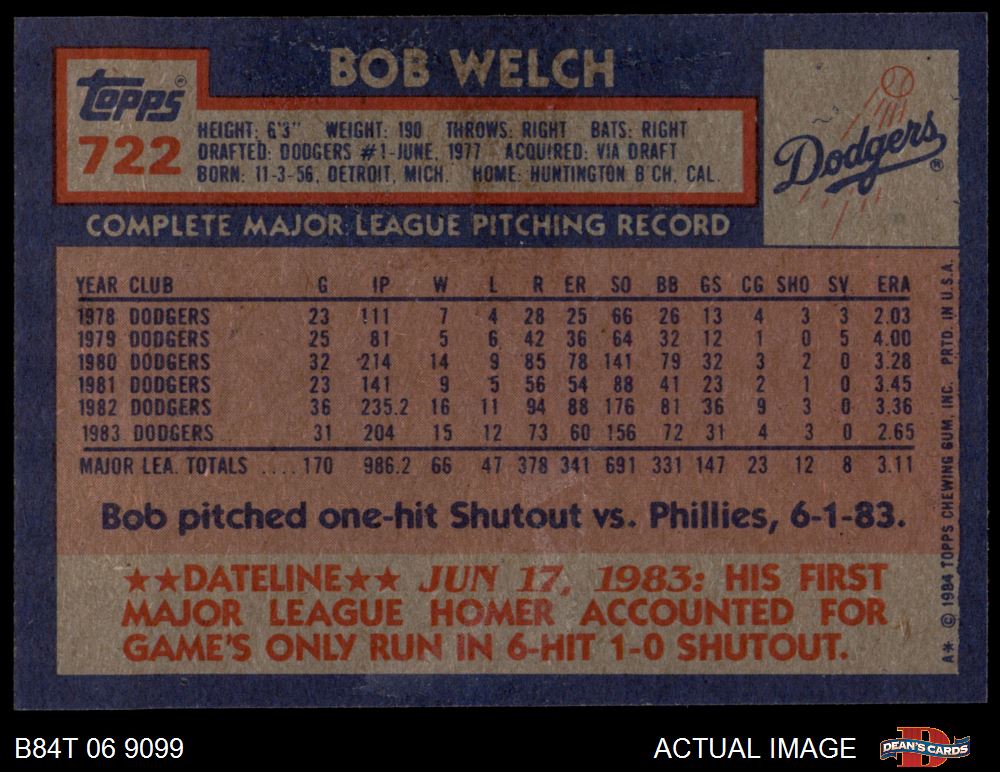 BOB WELCH
Topps®
722
HEIGHT: 6'3" WEIGHT: 190 THROWS: RIGHT BATS: RIGHT
DRAFTED: DODGERS #1-JUNE, 1977 ACQUIRED: VIA DRAFT
BORN: 11-3-56, DETROIT, MICH. HOME: HUNTINGTON B'CH, CAL.
Dodgers®
COMPLETE MAJOR LEAGUE PITCHING RECORD
YEAR CLUB G IP W L R ER SO BB GS CG SHO SV. ERA
1978 DODGERS 23 111 7 4 28 25 66 26 13 4 3 3 2.03
1979 DODGERS 25 81 5 6 42 36 64 32 12 1 0 5 4.00
1980 DODGERS 32 214 14 9 85 78 141 79 32 3 2 0 3.28
1981 DODGERS 23 141 9 5 56 54 88 41 23 2 1 0 3.45
1982 DODGERS 36 235.2 16 11 94 88 176 81 36 9 3 0 3.36
1983 DODGERS 31 204 15 12 73 60 156 72 31 4 3 0 2.65
MAJOR LEA. TOTALS .... 170 986.2 66 47 378 341 691 331 147 23 12 8 3.11
Bob pitched one-hit Shutout vs. Phillies, 6-1-83.
★★DATELINE★★ JUN 17, 1983: HIS FIRST
MAJOR LEAGUE HOMER ACCOUNTED FOR
GAME'S ONLY RUN IN 6-HIT 1-0 SHUTOUT.
A* © 1984 TOPPS CHEWING GUM, INC. PRTD. IN U.S.A.
B84T 06 9099
ACTUAL IMAGE
DEAN'S CARDS